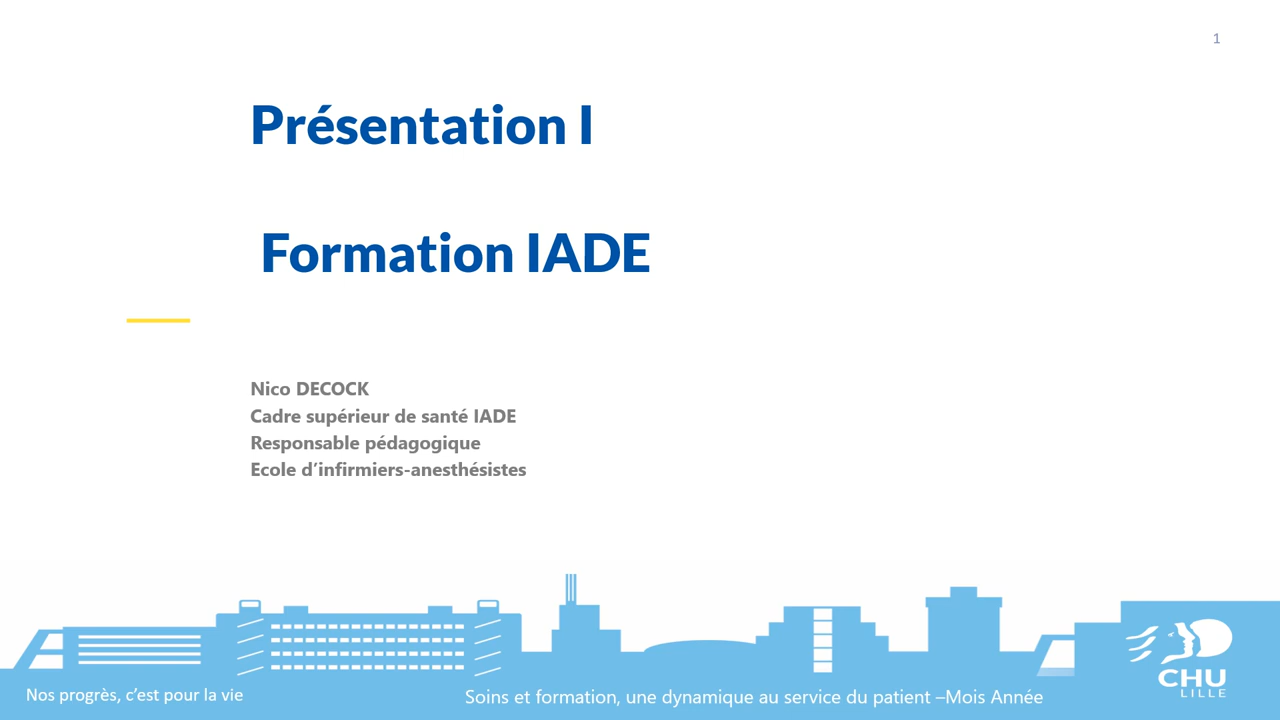 1
Présentation I
Formation IADE
Nico DECOCK
Cadre supérieur de santé IADE
Responsable pédagogique
Ecole d’infirmiers-anesthésistes
Nos progrès, c’est pour la vie
Soins et formation, une dynamique au service du patient –Mois Année
CHU
LILLE